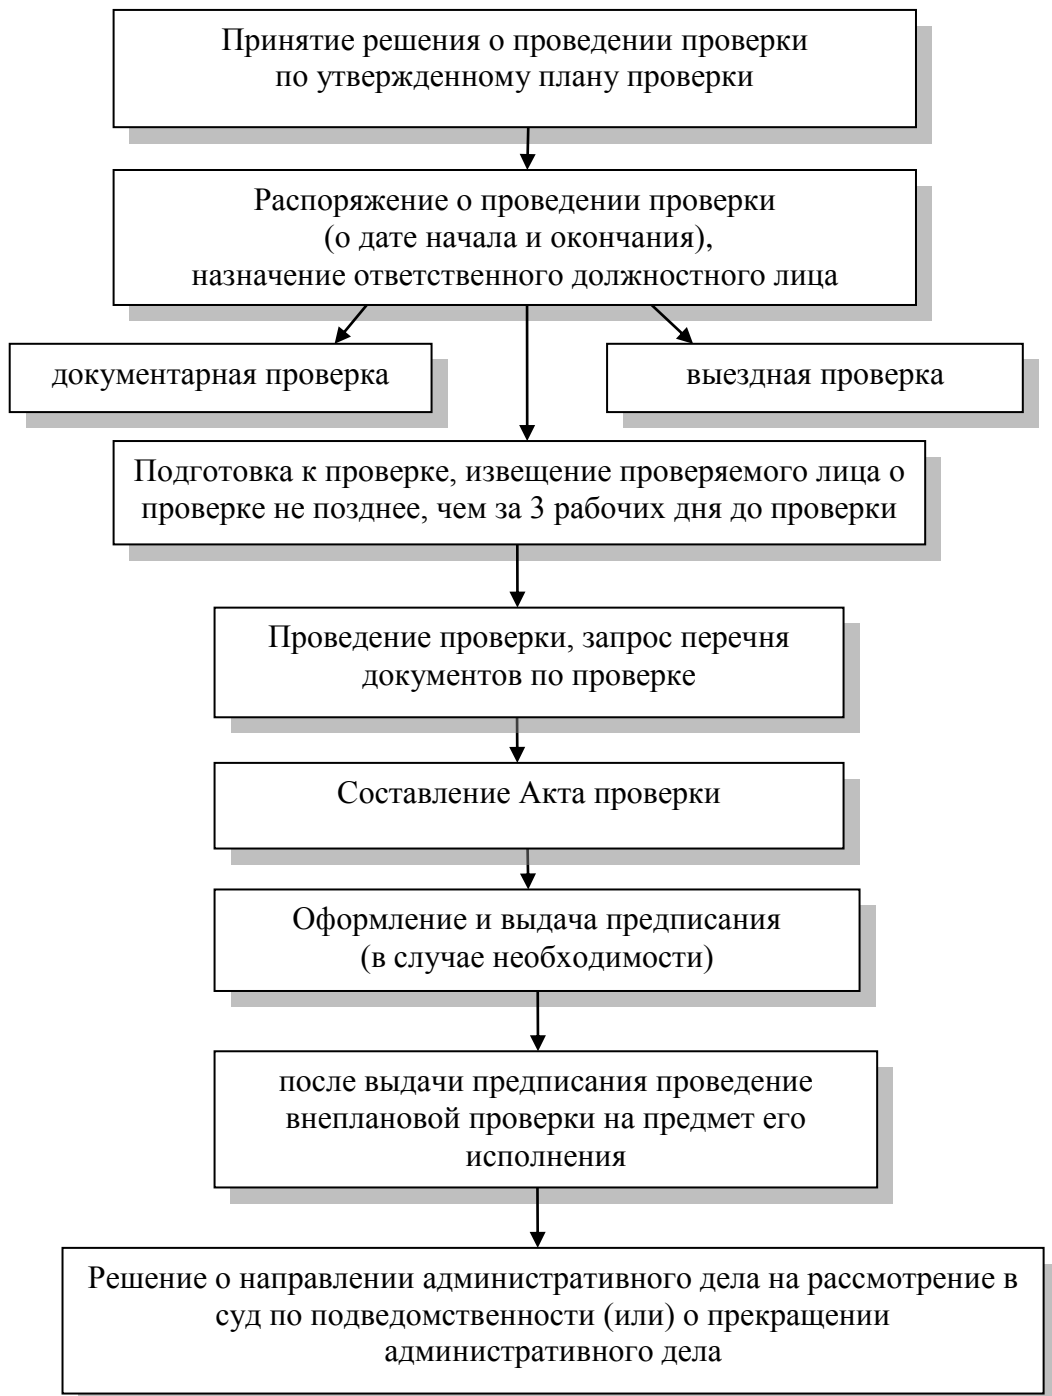 Принятие решения о проведении проверки
по утвержденному плану проверки
Распоряжение о проведении проверки
(о дате начала и окончания),
назначение ответственного должностного лица
документарная проверка
выездная проверка
Подготовка к проверке, извещение проверяемого лица о
проверке не позднее, чем за 3 рабочих дня до проверки
Проведение проверки, запрос перечня
документов по проверке
Составление Акта проверки
Оформление и выдача предписания
(в случае необходимости)
после выдачи предписания проведение
внеплановой проверки на предмет его
исполнения
Решение о направлении административного дела на рассмотрение в
суд по подведомственности (или) о прекращении
административного дела